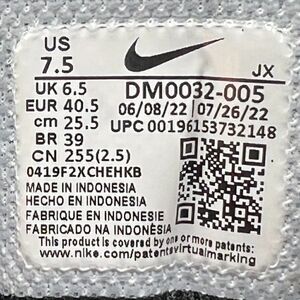 US
7.5
JX
UK 6.5
EUR 40.5
cm 25.5
BR 39
CN 255(2.5)
DM0032-005
06/08/22 07/26/22
UPC 00196153732148
0419F2XCHEHKB
MADE IN INDONESIA
HECHO EN INDONESIA
FABRIQUE EN INDONESIE
FABRICADO NA INDONÉSIA
This product is covered by one or more of
www.nike.com/patentsvirtualmarking